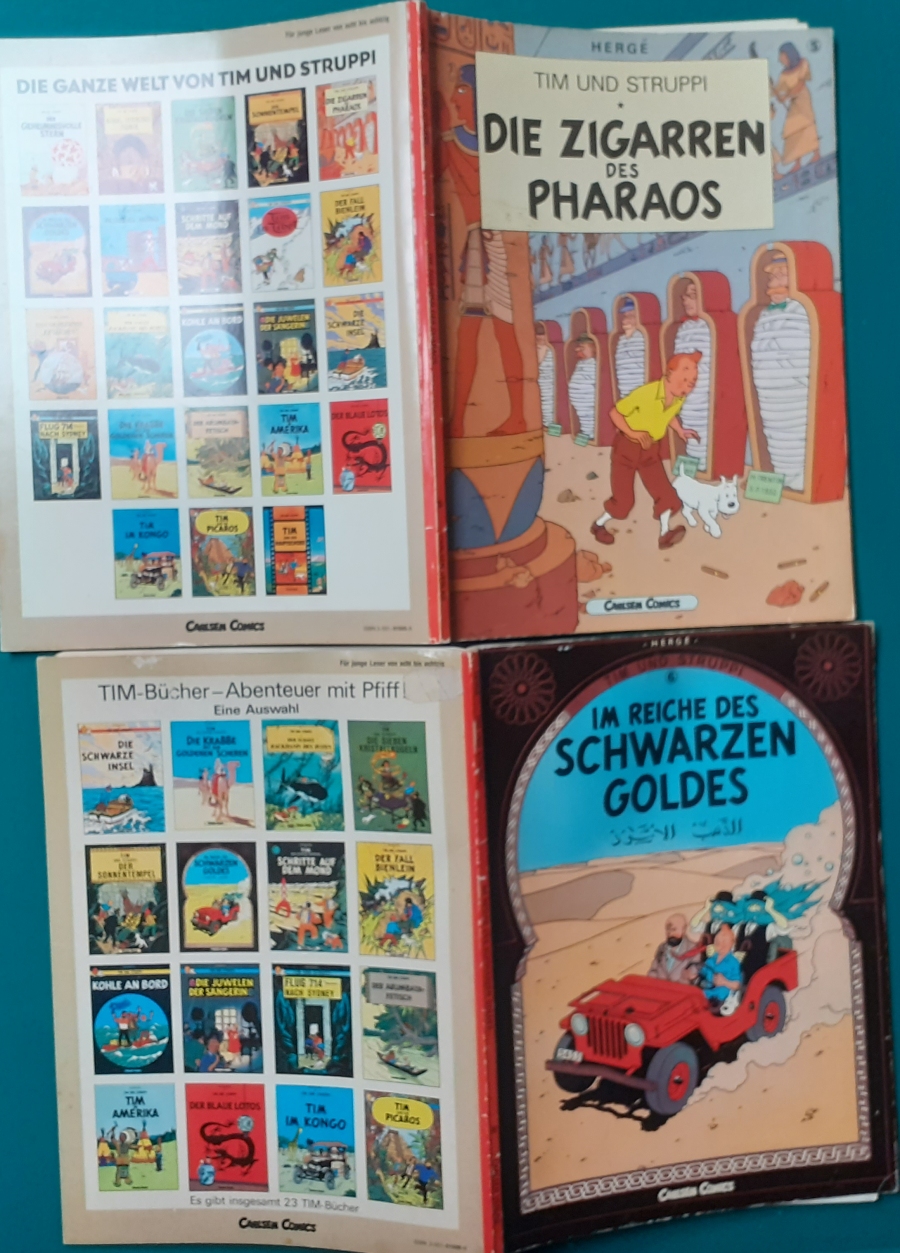 Für junge Leser von acht bis achtzig
DIE GANZE WELT VON TIM UND STRUPPI
DER
GEHEIMNISVOLLE
STERN
DER
SONNENTEMPEL
DIE ZIGARREN
DES
PHARAOS
SCHRITTE AUF
DEM MOND
DER FALL
BIENLEIN
KOHLE AN BORD
DIE JUWELEN
DER SÄNGERIN
DIE
SCHWARZE
INSEL
FLUG 714
NACH SYDNEY
DIE KRABBE
DER ARUMBAYA-
FETISCH
TIM
IN
AMERIKA
DER BLAUE LOTOS
TIM
IM KONGO
TIM
UND DIE
PICAROS
TIM
CARLSEN COMICS
HERGÉ
5
TIM UND STRUPPI
*
DIE ZIGARREN
DES
PHARAOS
CARLSEN COMICS
Für junge Leser von acht bis achtzig
TIM-Bücher – Abenteuer mit Pfiff!
Eine Auswahl
DIE
SCHWARZE
INSEL
TIM
DIE KRABBE
MIT DEN
GOLDENEN SCHEREN
DIE SIEBEN
KRISTALLKUGELN
DER
SONNENTEMPEL
SCHWARZEN
GOLDES
TIM
SCHRITTE AUF
DEM MOND
DER FALL
BIENLEIN
KOHLE AN BORD
DIE JUWELEN
DER SÄNGERIN
FLUG 714
NACH SYDNEY
DER ARUMBAYA-
FETISCH
TIM
IN
AMERIKA
DER BLAUE LOTOS
TIM
IM KONGO
TIM
UND DIE
PICAROS
Es gibt insgesamt 23 TIM-Bücher
CARLSEN COMICS
- HERGÉ -
TIM UND STRUPPI
6
IM REICHE DES
SCHWARZEN
GOLDES
CARLSEN COMICS